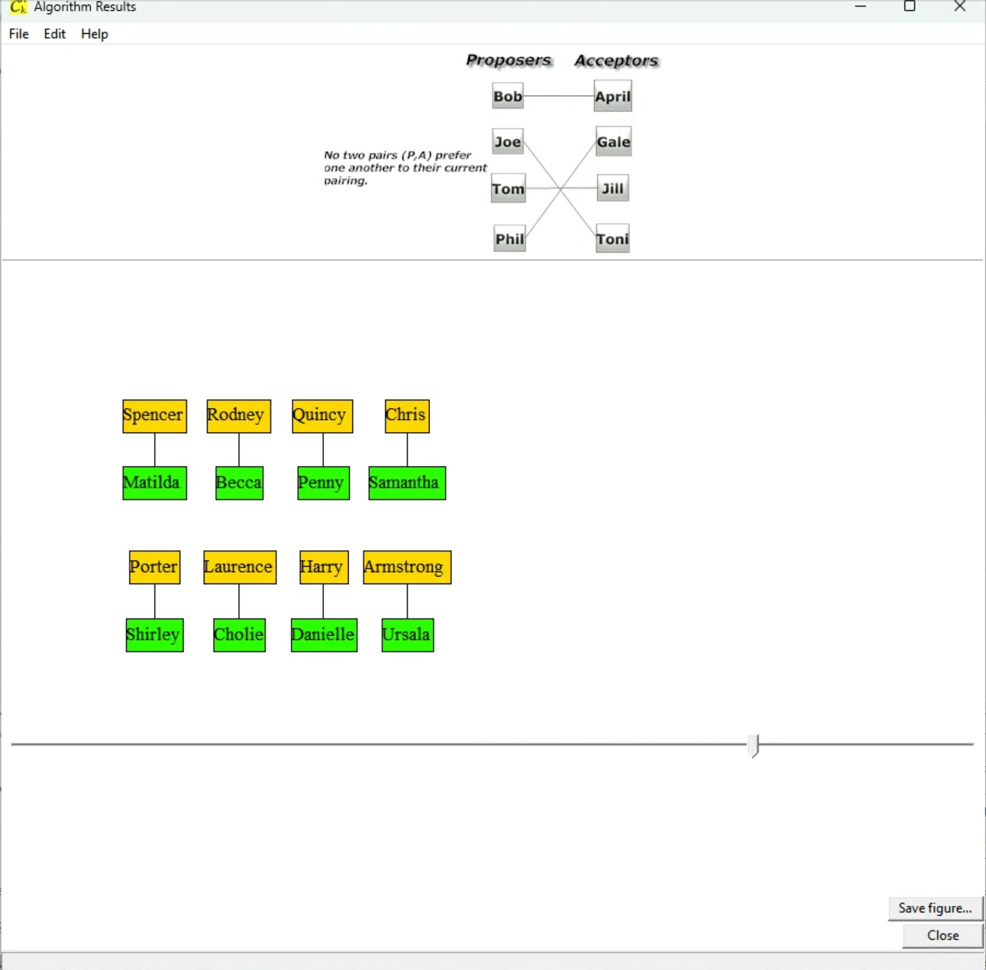 Algorithm Results
File Edit Help
Proposers Acceptors
Bob April
Joe Gale
No two pairs (P,A) prefer
one another to their current
pairing.
Tom Jill
Phil Toni
Spencer Rodney Quincy Chris
Matilda Becca Penny Samantha
Porter Laurence Harry Armstrong
Shirley Cholie Danielle Ursala
Save figure...
Close